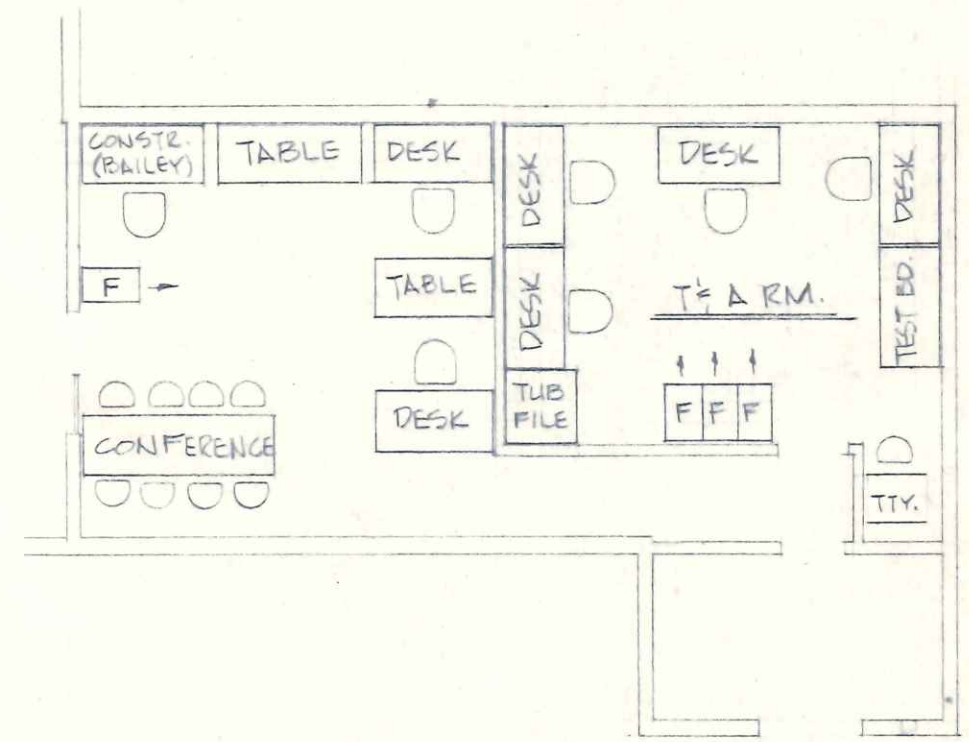 CONSTR.
(BAILEY)
TABLE
DESK
DESK
DESK
DESK
F
TABLE
DESK
T & A RM.
TEST BD.
TUB
FILE
F F F
DESK
CONFERENCE
TTY.